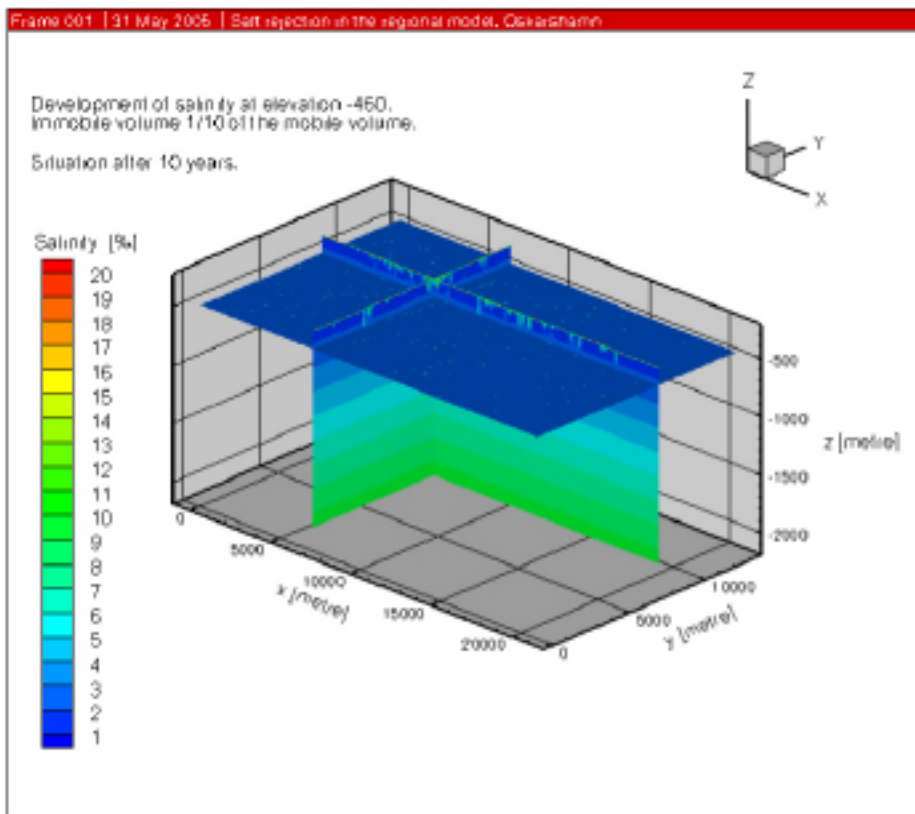 Frame 001 | 31 May 2005 | Salt rejection in the regional model, Oskarshamn
Development of salinity at elevation -460.
Immobile volume 1/10 of the mobile volume.
Situation after 10 years.
Z
Y
X
Salinity [‰]
20
19
18
17
16
15
14
13
12
11
10
9
8
7
6
5
4
3
2
1
-500
-1000
-1500
-2000
z [metre]
0
5000
10000
15000
20000
x [metre]
0
5000
10000
y [metre]